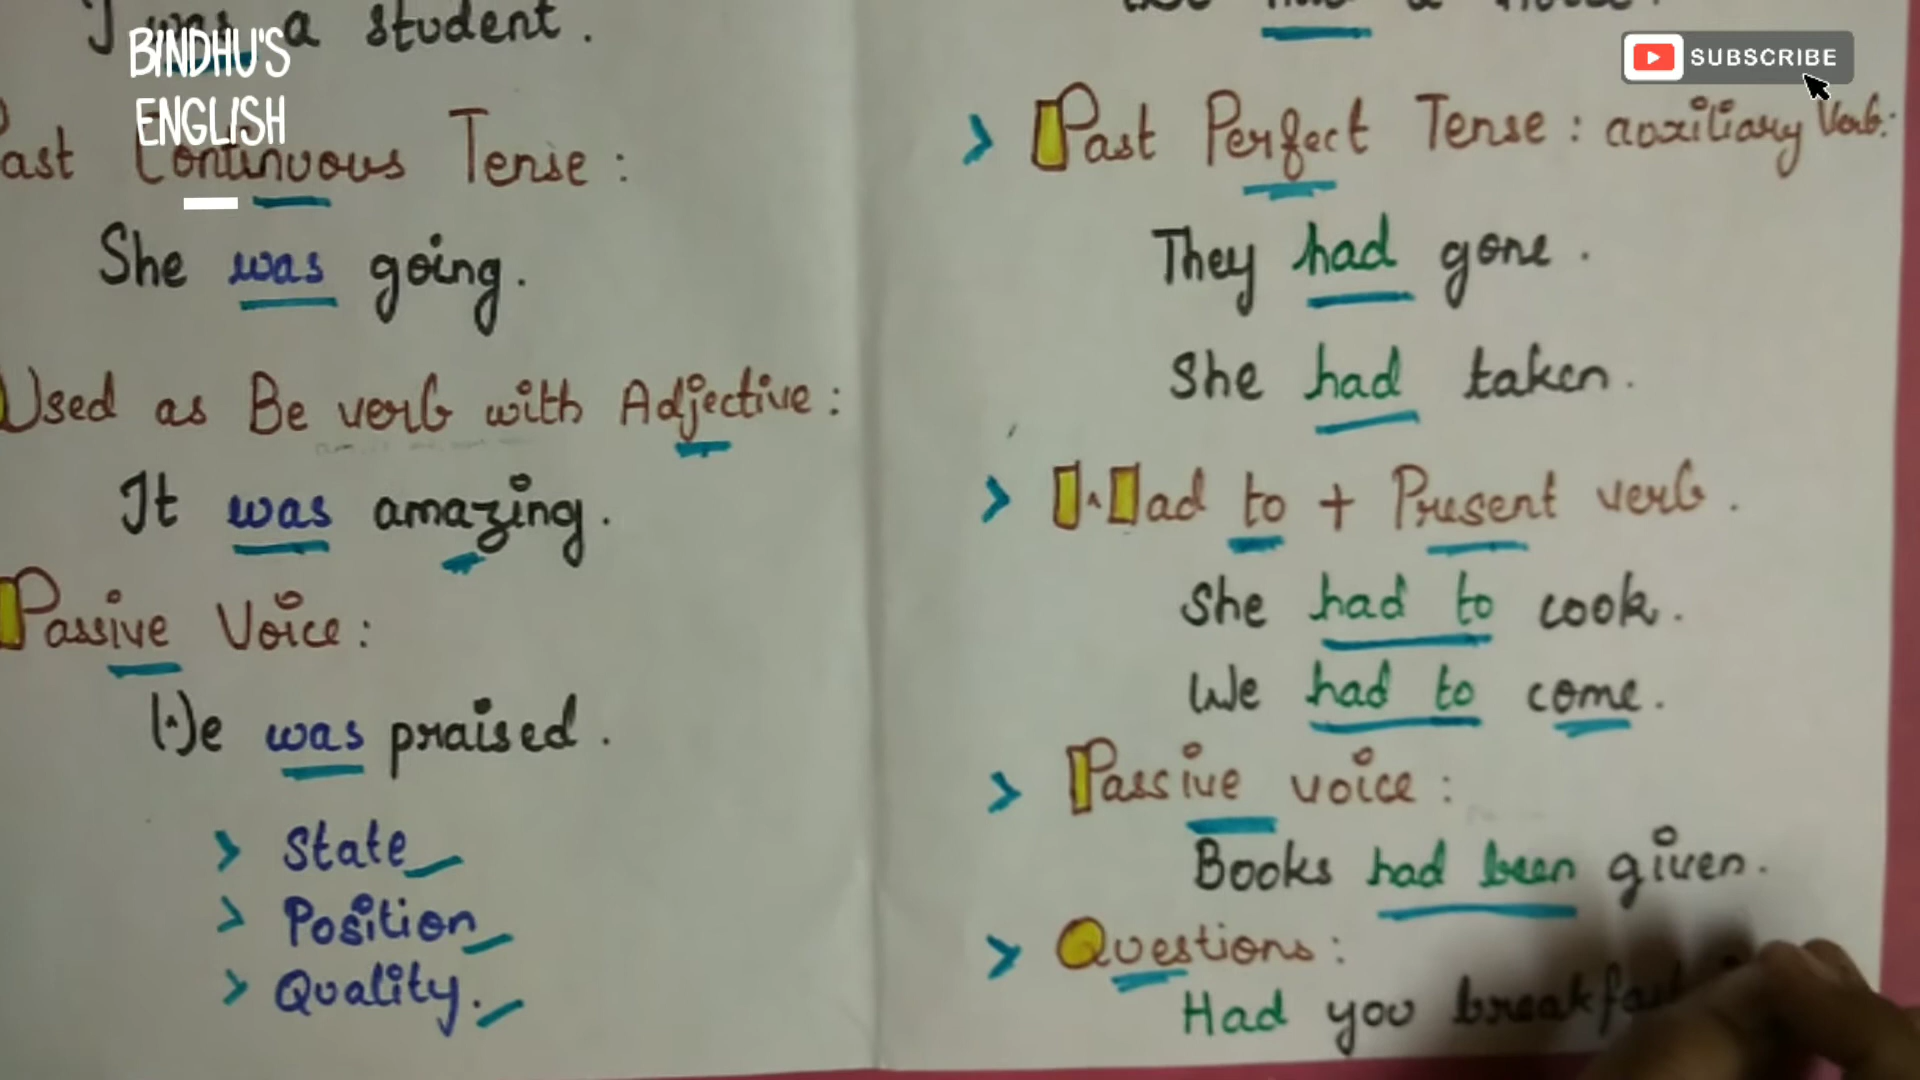 I was a student.
BINDHU'S
ENGLISH
ast Continuous Tense:
She was going.
Used as Be verb with Adjective:
It was amazing.
Passive Voice:
He was praised.
> State
> Position
> Quality.
had a
SUBSCRIBE
> Past Perfect Tense: auxiliary Verb:
They had gone.
She had taken.
> Had to + Present verb.
She had to cook.
We had to come.
> Passive voice:
Books had been given.
> Questions:
Had you breakfast